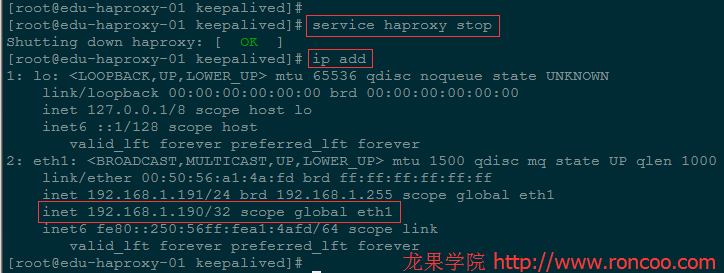 [root@edu-haproxy-01 keepalived]#
[root@edu-haproxy-01 keepalived]# service haproxy stop
Shutting down haproxy: [  OK  ]
[root@edu-haproxy-01 keepalived]# ip add
1: lo: <LOOPBACK,UP,LOWER_UP> mtu 65536 qdisc noqueue state UNKNOWN
    link/loopback 00:00:00:00:00:00 brd 00:00:00:00:00:00
    inet 127.0.0.1/8 scope host lo
    inet6 ::1/128 scope host
       valid_lft forever preferred_lft forever
2: eth1: <BROADCAST,MULTICAST,UP,LOWER_UP> mtu 1500 qdisc mq state UP qlen 1000
    link/ether 00:50:56:a1:4a:fd brd ff:ff:ff:ff:ff:ff
    inet 192.168.1.191/24 brd 192.168.1.255 scope global eth1
    inet 192.168.1.190/32 scope global eth1
    inet6 fe80::250:56ff:fea1:4afd/64 scope link
       valid_lft forever preferred_lft forever
[root@edu-haproxy-01 keepalived]#
龙果学院 http://www.roncoo.com